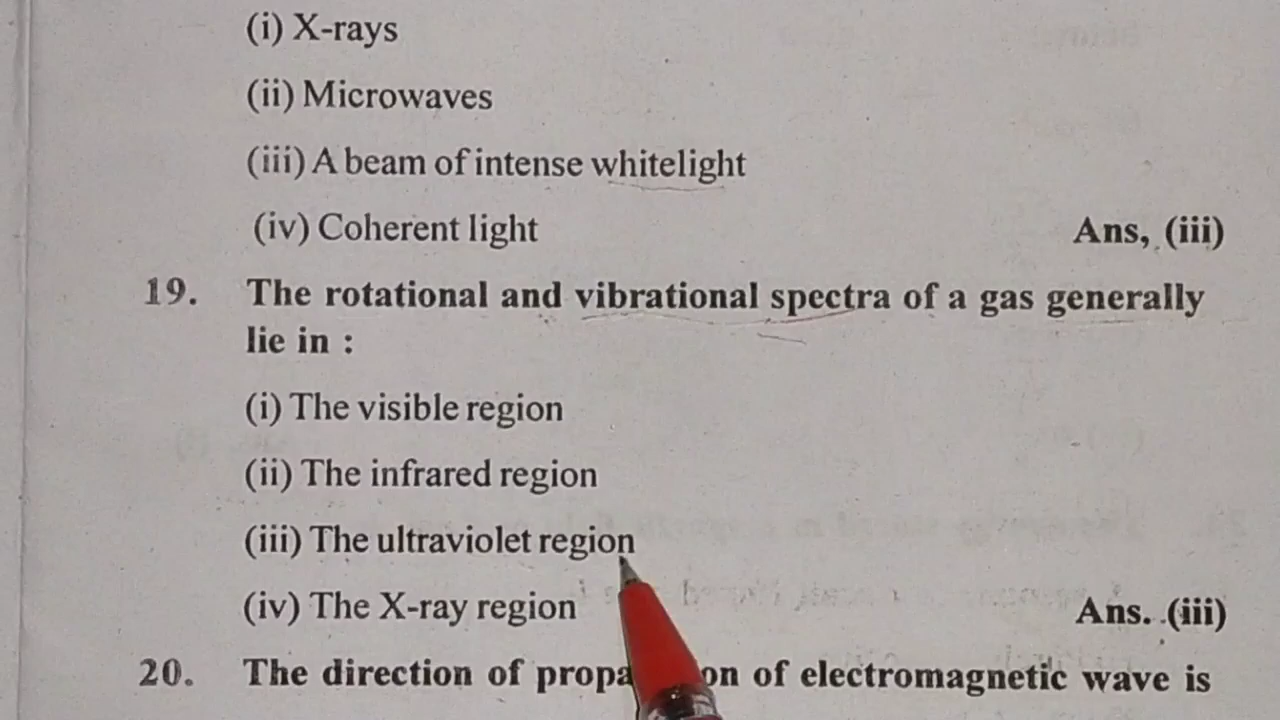 (i) X-rays
(ii) Microwaves
(iii) A beam of intense whitelight
(iv) Coherent light Ans, (iii)
19. The rotational and vibrational spectra of a gas generally
lie in :
(i) The visible region
(ii) The infrared region
(iii) The ultraviolet region
(iv) The X-ray region Ans. (iii)
20. The direction of of electromagnetic wave is